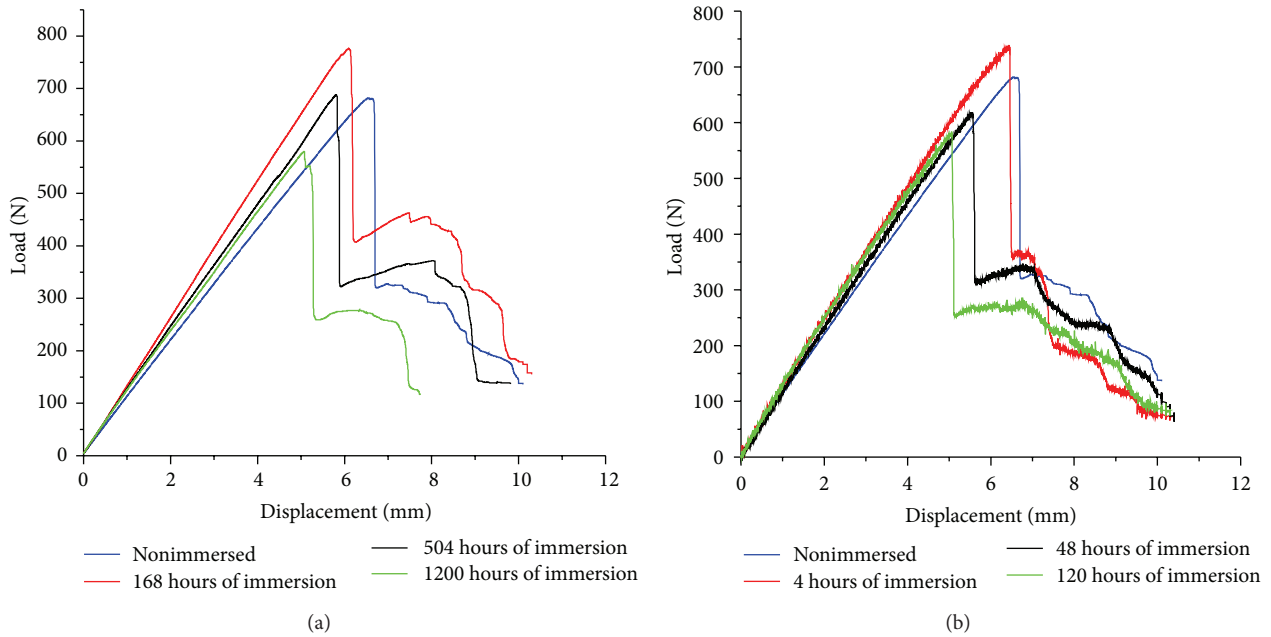 800
700
600
500
400
300
200
100
0
Load (N)
0 2 4 6 8 10 12
Displacement (mm)
Nonimmersed
168 hours of immersion
504 hours of immersion
1200 hours of immersion
(a)
800
700
600
500
400
300
200
100
0
Load (N)
0 2 4 6 8 10 12
Displacement (mm)
Nonimmersed
4 hours of immersion
48 hours of immersion
120 hours of immersion
(b)